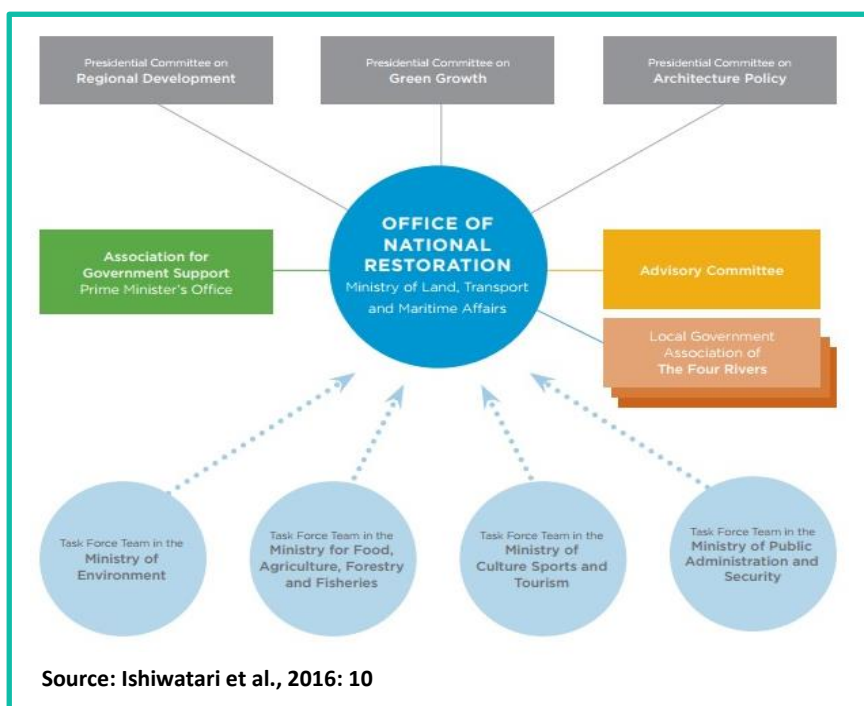 Presidential Committee on
Regional Development
Presidential Committee on
Green Growth
Presidential Committee on
Architecture Policy
OFFICE OF
NATIONAL
RESTORATION
Ministry of Land, Transport
and Maritime Affairs
Association for
Government Support
Prime Minister's Office
Advisory Committee
Local Government
Association of
The Four Rivers
Task Force Team in the
Ministry of
Environment
Task Force Team in the
Ministry for Food,
Agriculture, Forestry
and Fisheries
Task Force Team in the
Ministry of
Culture Sports and
Tourism
Task Force Team in the
Ministry of Public
Administration and
Security
Source: Ishiwatari et al., 2016: 10